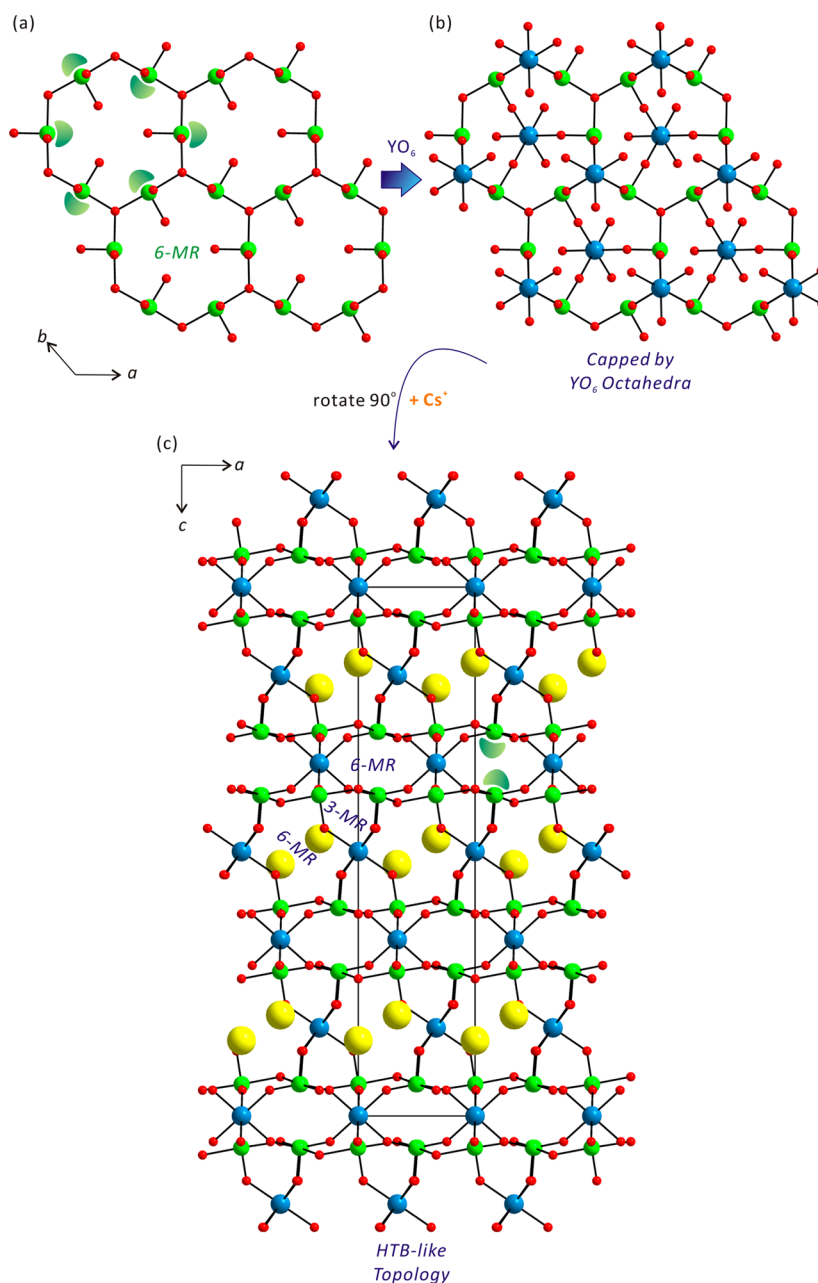 (a)
(b)
YO₆
6-MR
b
a
Capped by
YO₆ Octahedra
rotate 90° + Cs⁺
(c)
a
c
6-MR
3-MR
6-MR
HTB-like
Topology